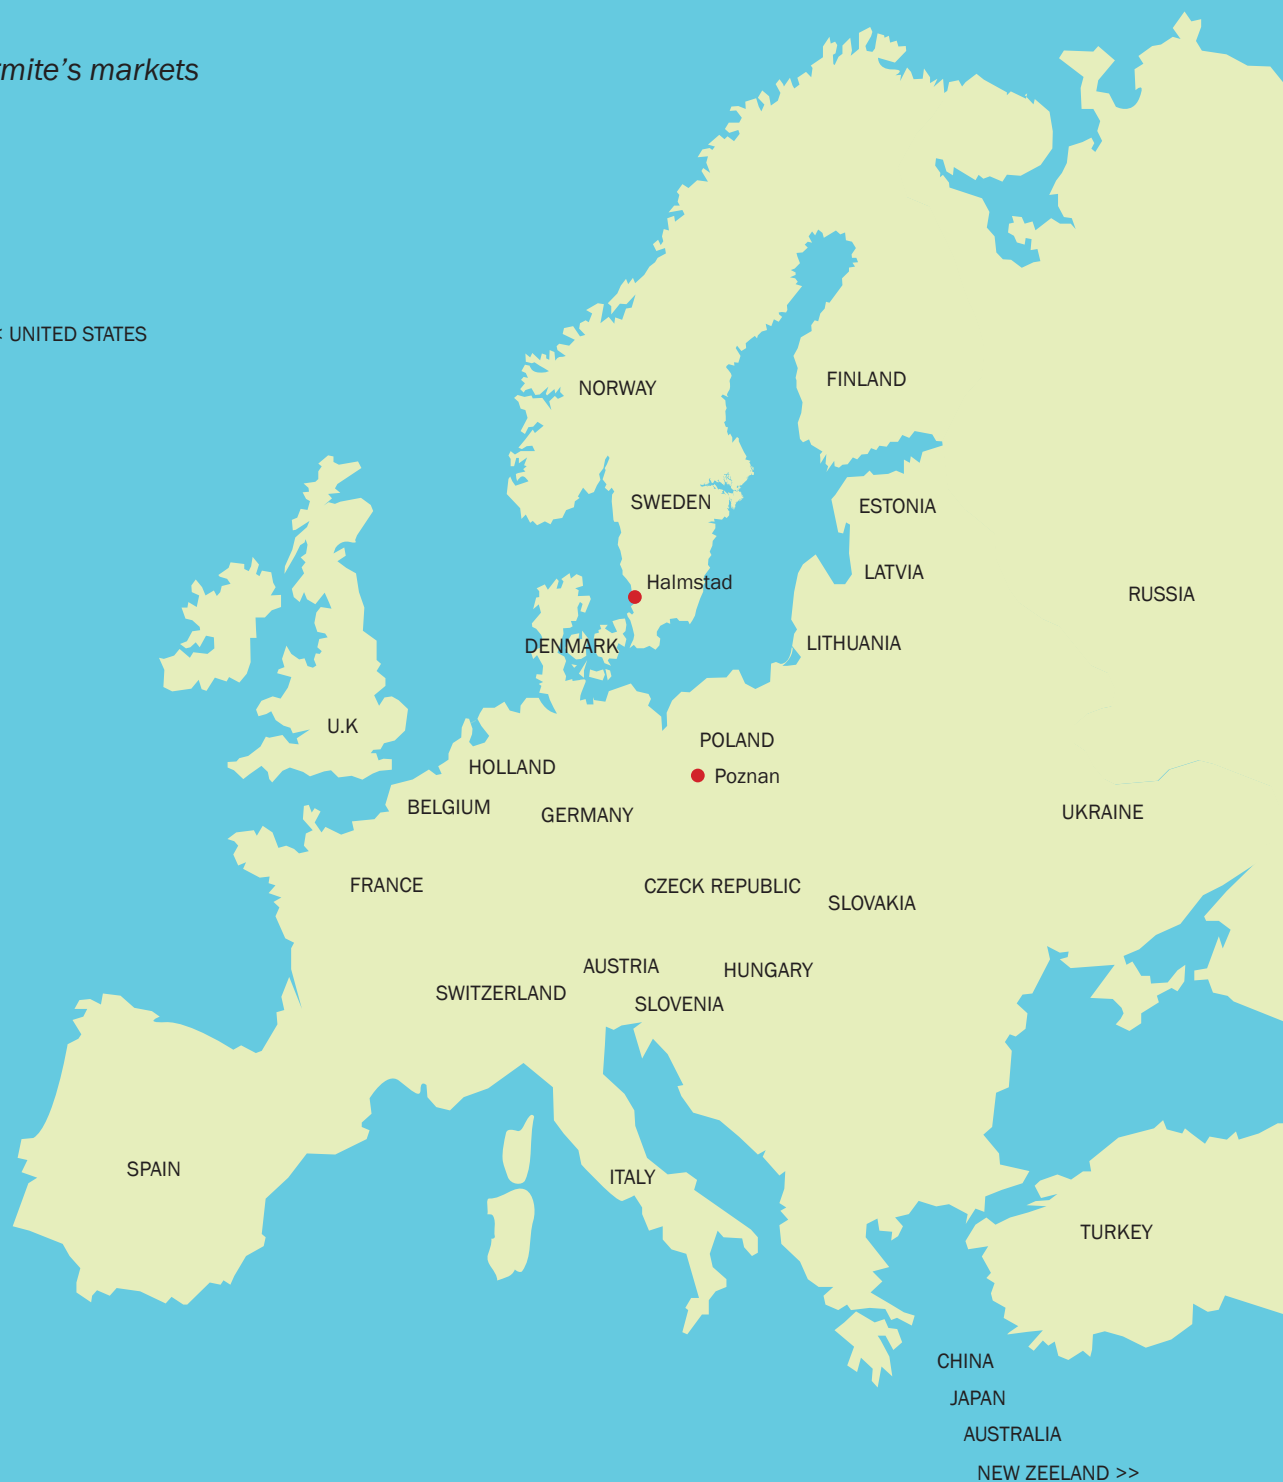 mite's markets
< UNITED STATES
NORWAY
FINLAND
SWEDEN
ESTONIA
LATVIA
Halmstad
RUSSIA
DENMARK
LITHUANIA
U.K
POLAND
HOLLAND
Poznan
BELGIUM
GERMANY
UKRAINE
FRANCE
CZECK REPUBLIC
SLOVAKIA
AUSTRIA
HUNGARY
SWITZERLAND
SLOVENIA
SPAIN
ITALY
TURKEY
CHINA
JAPAN
AUSTRALIA
NEW ZEELAND >>